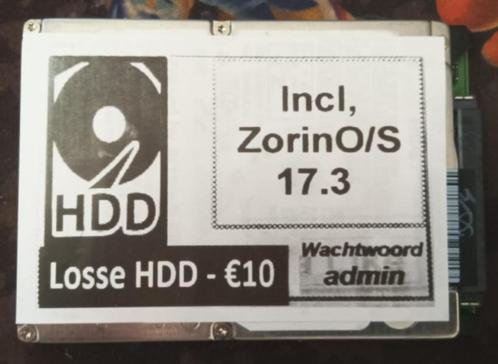 HDD
Incl,
ZorinO/S
17.3
Losse HDD - €10
Wachtwoord
admin